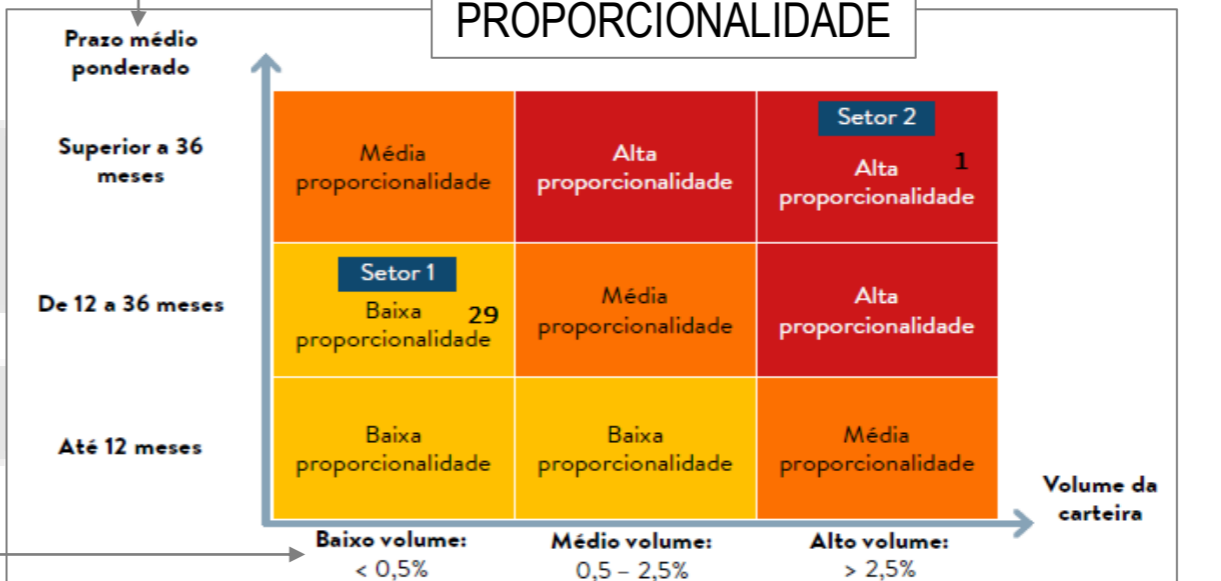 PROPORCIONALIDADE
Prazo médio
ponderado
Superior a 36
meses
Média
proporcionalidade
Alta
proporcionalidade
Setor 2
Alta
1
proporcionalidade
De 12 a 36 meses
Setor 1
Baixa
29
proporcionalidade
Média
proporcionalidade
Alta
proporcionalidade
Até 12 meses
Baixa
proporcionalidade
Baixa
proporcionalidade
Média
proporcionalidade
Volume da
carteira
Baixo volume:
< 0,5%
Médio volume:
0,5 – 2,5%
Alto volume:
> 2,5%